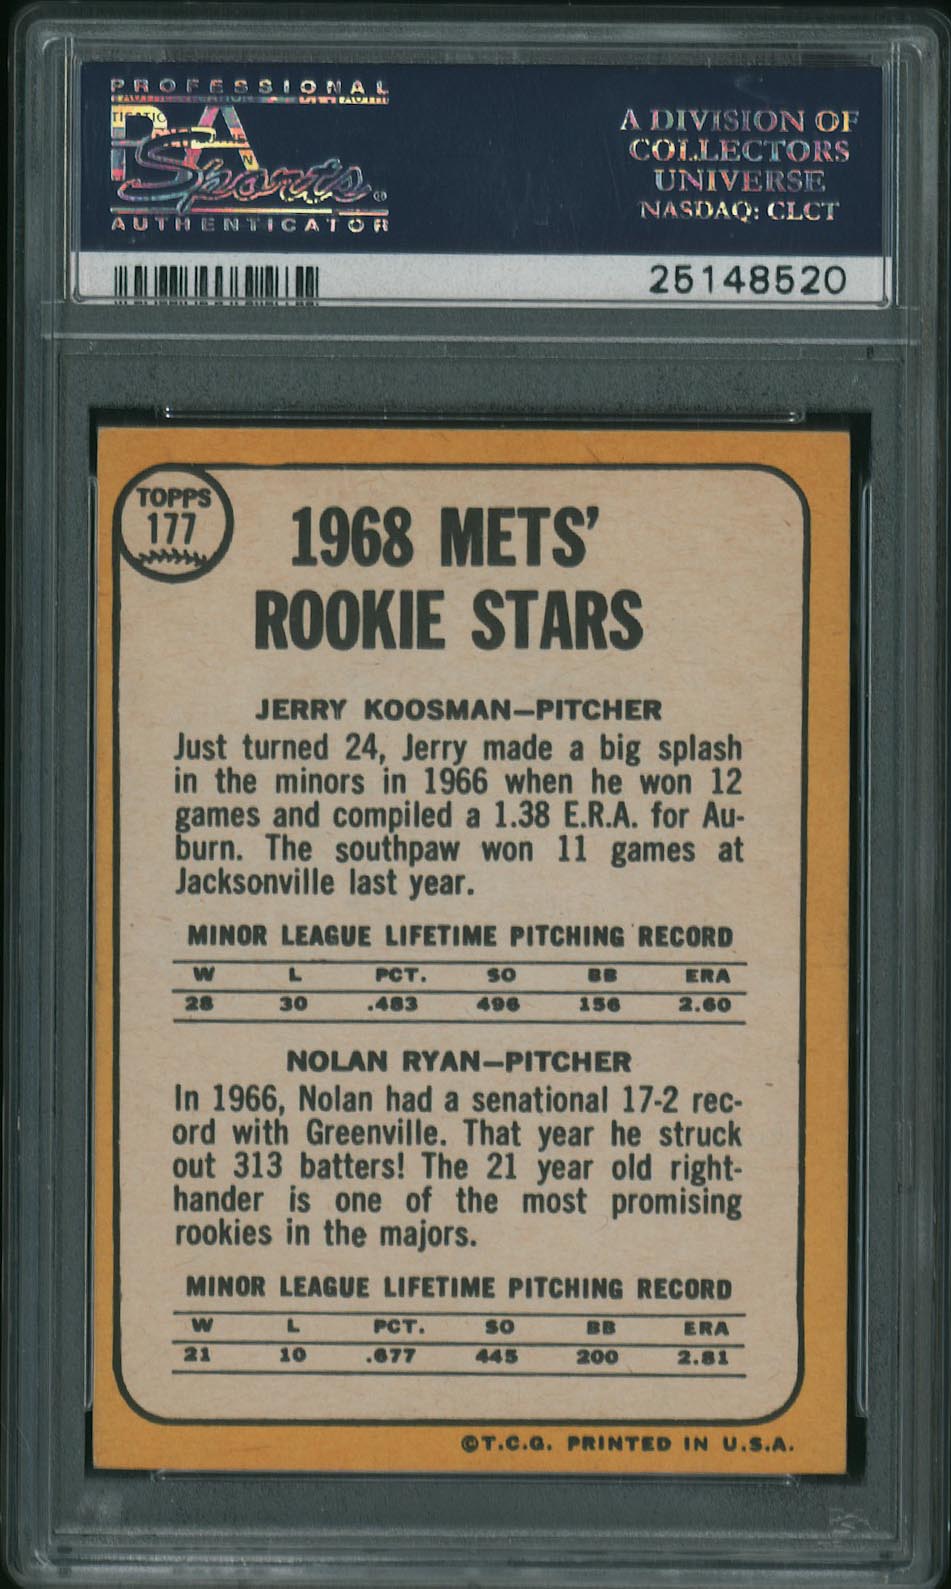 PROFESSIONAL
PSA
Sports®
AUTHENTICATOR
A DIVISION OF
COLLECTORS
UNIVERSE
NASDAQ: CLCT
25148520
TOPPS
177
1968 METS'
ROOKIE STARS
JERRY KOOSMAN—PITCHER
Just turned 24, Jerry made a big splash
in the minors in 1966 when he won 12
games and compiled a 1.38 E.R.A. for Au-
burn. The southpaw won 11 games at
Jacksonville last year.
MINOR LEAGUE LIFETIME PITCHING RECORD
W L PCT. SO BB ERA
28 30 .483 496 156 2.60
NOLAN RYAN—PITCHER
In 1966, Nolan had a senational 17-2 rec-
ord with Greenville. That year he struck
out 313 batters! The 21 year old right-
hander is one of the most promising
rookies in the majors.
MINOR LEAGUE LIFETIME PITCHING RECORD
W L PCT. SO BB ERA
21 10 .677 445 200 2.81
©T.C.G. PRINTED IN U.S.A.